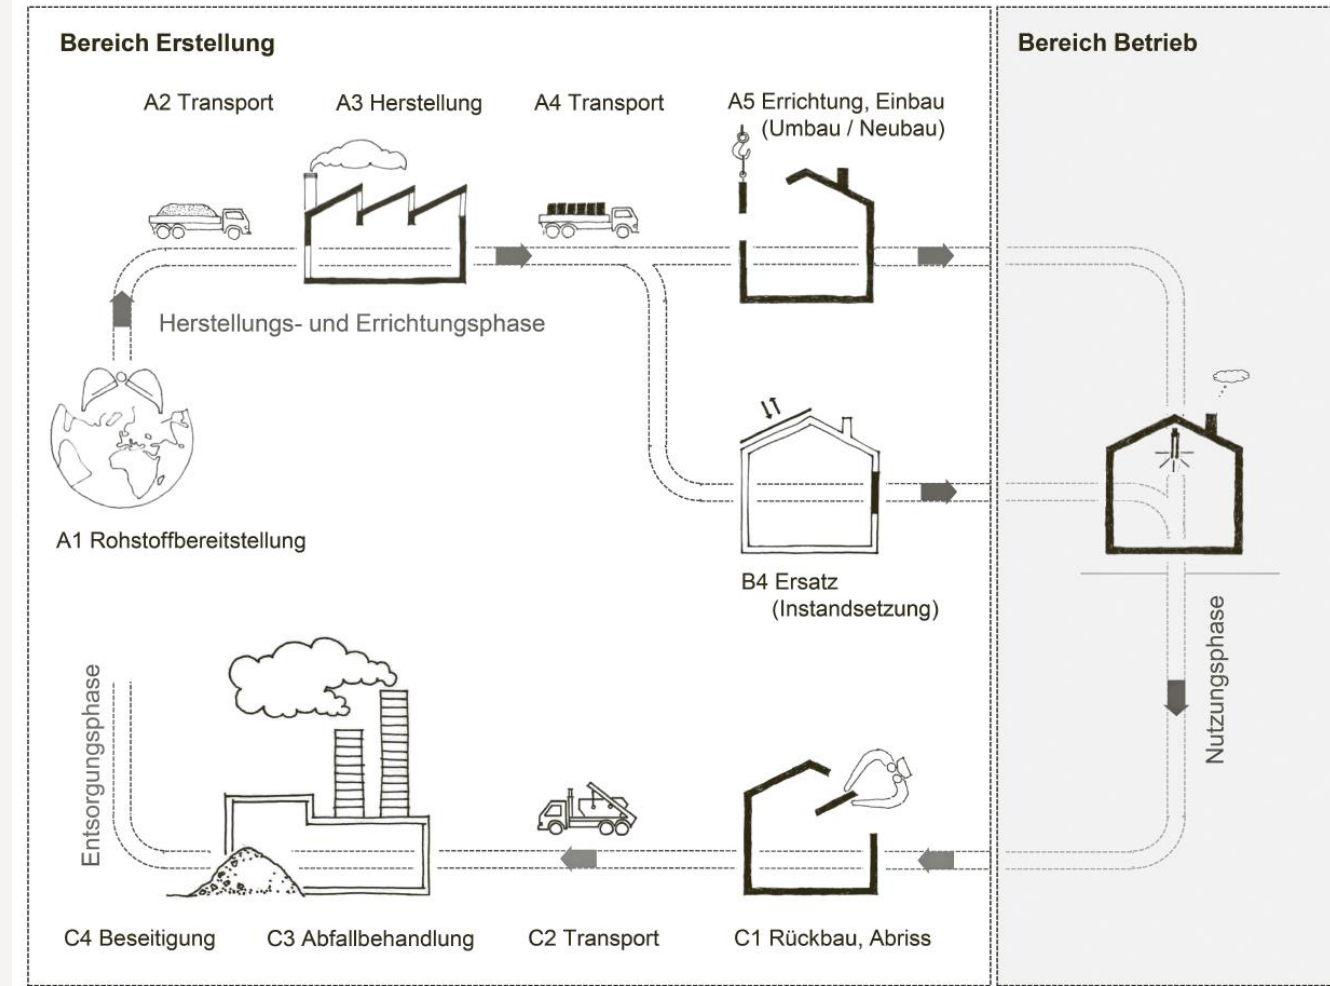 Bereich Erstellung
Bereich Betrieb
A2 Transport
A3 Herstellung
A4 Transport
A5 Errichtung, Einbau
(Umbau / Neubau)
Herstellungs- und Errichtungsphase
A1 Rohstoffbereitstellung
B4 Ersatz
(Instandsetzung)
Nutzungsphase
Entsorgungsphase
C4 Beseitigung
C3 Abfallbehandlung
C2 Transport
C1 Rückbau, Abriss